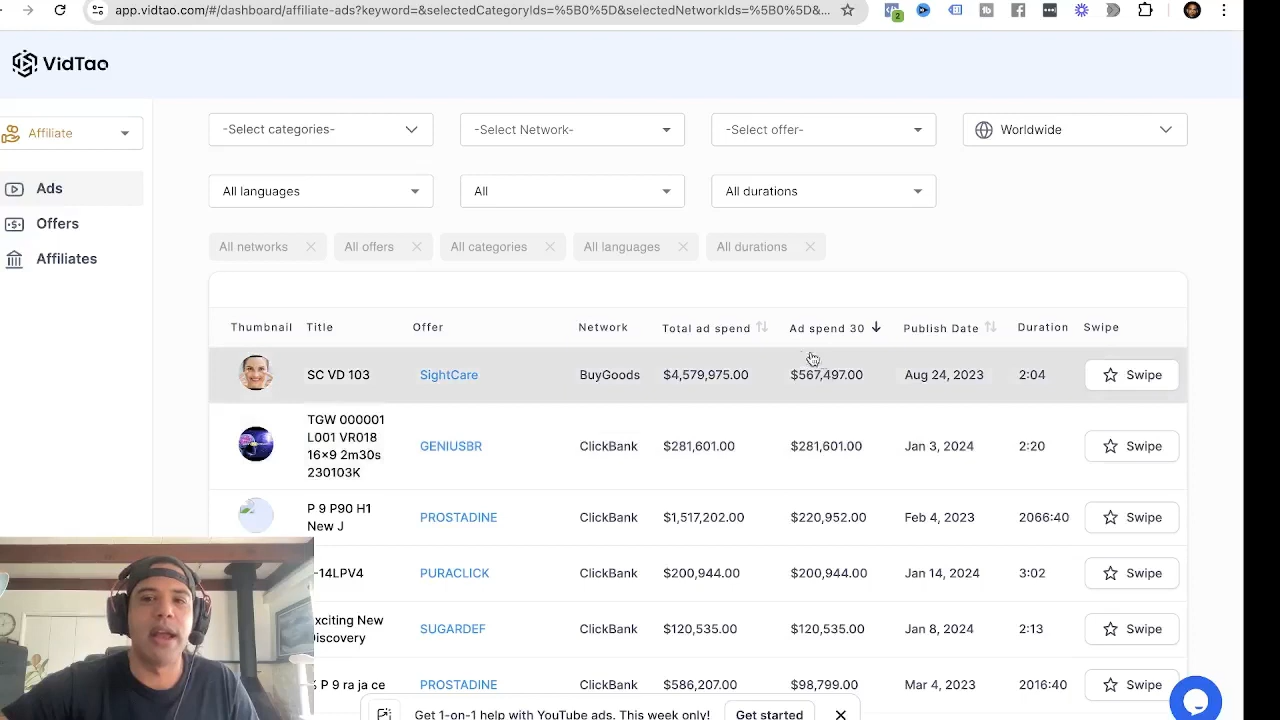 app.vidtao.com/#/dashboard/affiliate-ads?keyword=&selectedCategoryIds=%5B0%5D&selectedNetworkIds=%5B0%5D&...
2
VidTao
Affiliate
-Select categories-
-Select Network-
-Select offer-
Worldwide
Ads
All languages
All
All durations
Offers
Affiliates
All networks
All offers
All categories
All languages
All durations
Thumbnail Title Offer Network Total ad spend Ad spend 30 Publish Date Duration Swipe
SC VD 103 SightCare BuyGoods $4,579,975.00 $567,497.00 Aug 24, 2023 2:04 Swipe
TGW 000001
L001 VR018
16×9 2m30s
230103K
GENIUSBR ClickBank $281,601.00 $281,601.00 Jan 3, 2024 2:20 Swipe
P 9 P90 H1
New J
PROSTADINE ClickBank $1,517,202.00 $220,952.00 Feb 4, 2023 2066:40 Swipe
-14LPV4 PURACLICK ClickBank $200,944.00 $200,944.00 Jan 14, 2024 3:02 Swipe
xciting New
iscovery
SUGARDEF ClickBank $120,535.00 $120,535.00 Jan 8, 2024 2:13 Swipe
P 9 ra ja ce PROSTADINE ClickBank $586,207.00 $98,799.00 Mar 4, 2023 2016:40 Swipe
Get 1-on-1 help with YouTube ads. This week only! Get started